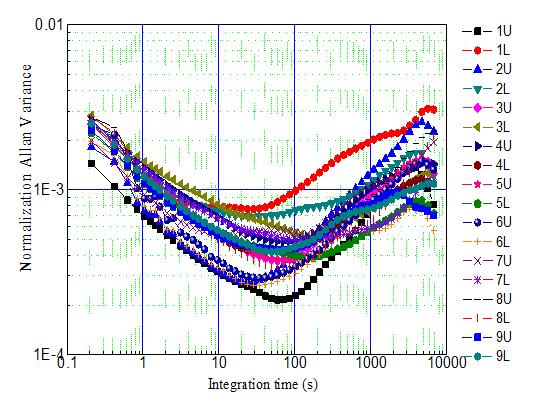 0.01
1E-3
1E-4
0.1
1
10
100
1000
10000
Normalization Allan Variance
Integration time (s)
1U
1L
2U
2L
3U
3L
4U
4L
5U
5L
6U
6L
7U
7L
8U
8L
9U
9L